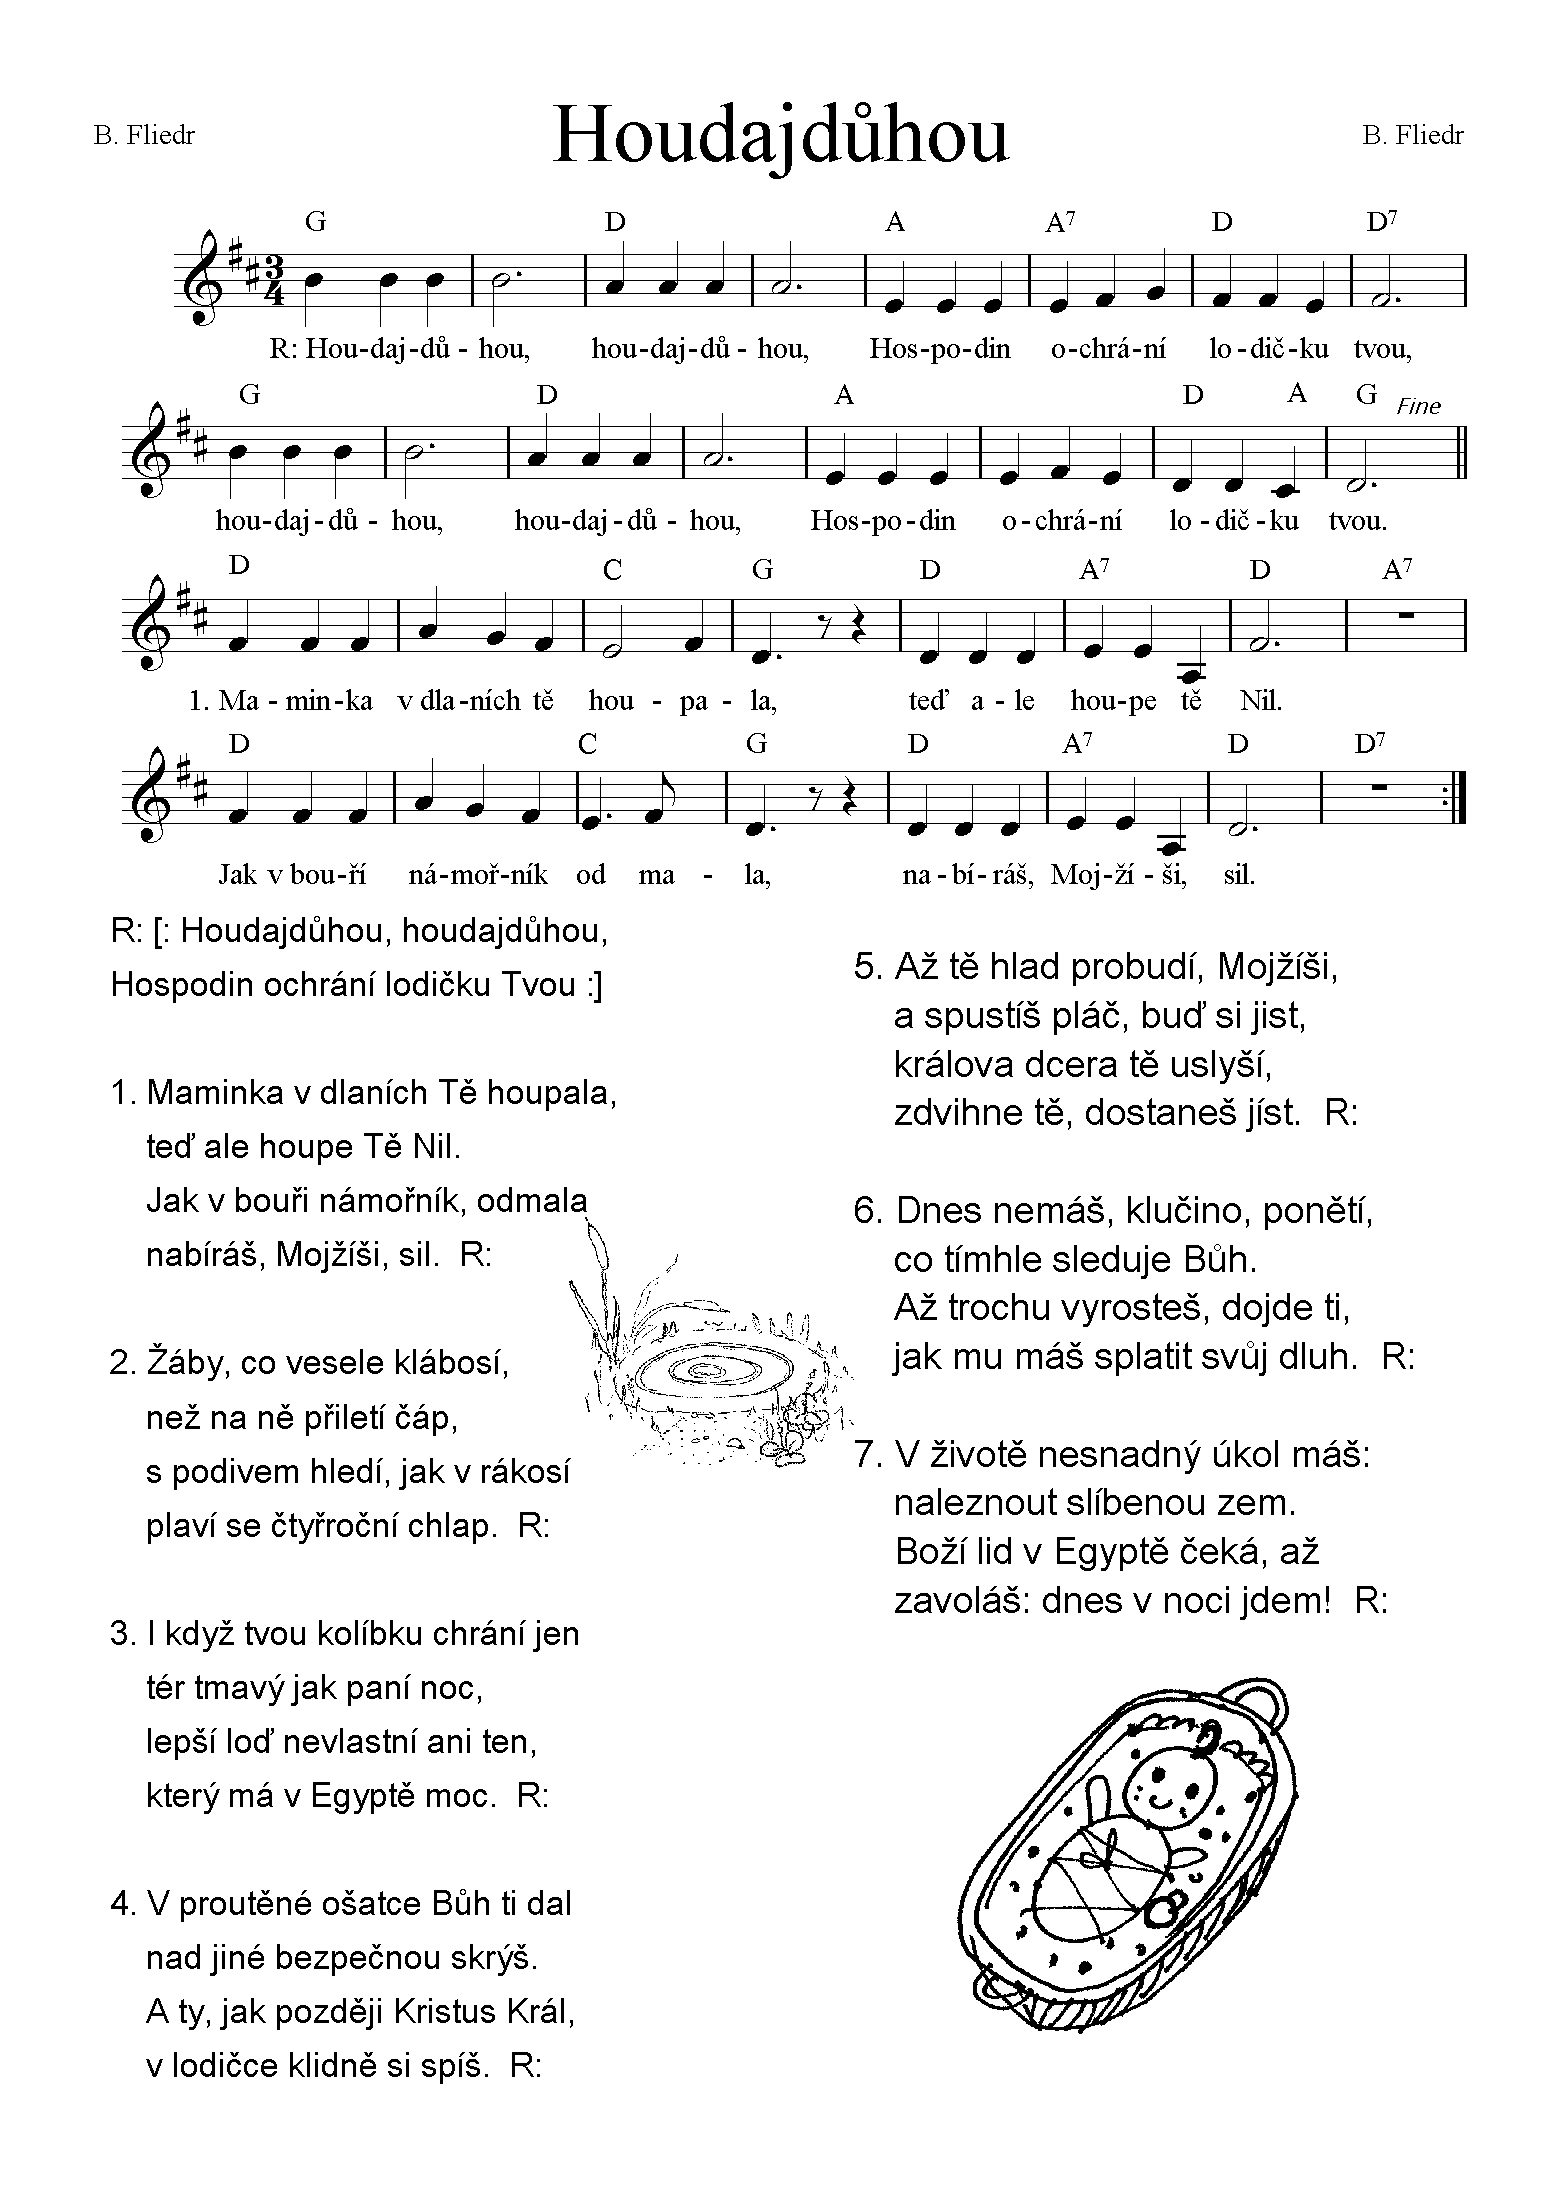 B. Fliedr
Houdajdůhou
B. Fliedr
G D A A7 D D7
3
4
R: Hou-daj-dů - hou, hou-daj-dů - hou, Hos-po-din o-chrá-ní lo-dič-ku tvou,
G D A D A G Fine
hou-daj-dů - hou, hou-daj-dů - hou, Hos-po-din o-chrá-ní lo-dič-ku tvou.
D C G D A7 D A7
1. Ma-min-ka v dla-ních tě hou - pa - la, teď a-le hou-pe tě Nil.
D C G D A7 D D7
Jak v bou-ří ná-moř-ník od ma - la, na-bí-ráš, Moj-ží - ši, sil.
R: [: Houdajdůhou, houdajdůhou,
Hospodin ochrání lodičku Tvou :]
1. Maminka v dlaních Tě houpala,
teď ale houpe Tě Nil.
Jak v bouři námořník, odmala
nabíráš, Mojžíši, sil. R:
2. Žáby, co vesele klábosí,
než na ně přiletí čáp,
s podivem hledí, jak v rákosí
plaví se čtyřroční chlap. R:
3. I když tvou kolíbku chrání jen
tér tmavý jak paní noc,
lepší loď nevlastní ani ten,
který má v Egyptě moc. R:
4. V proutěné ošatce Bůh ti dal
nad jiné bezpečnou skrýš.
A ty, jak později Kristus Král,
v lodičce klidně si spíš. R:
5. Až tě hlad probudí, Mojžíši,
a spustíš pláč, buď si jist,
králova dcera tě uslyší,
zdvihne tě, dostaneš jíst. R:
6. Dnes nemáš, klučino, ponětí,
co tímhle sleduje Bůh.
Až trochu vyrosteš, dojde ti,
jak mu máš splatit svůj dluh. R:
7. V životě nesnadný úkol máš:
naleznout slíbenou zem.
Boží lid v Egyptě čeká, až
zavoláš: dnes v noci jdem! R: